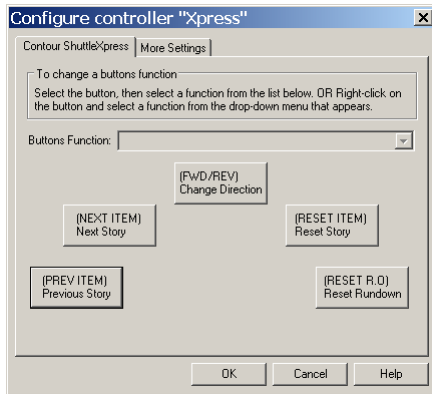 Configure controller "Xpress"
Contour ShuttleXpress
More Settings
To change a buttons function
Select the button, then select a function from the list below. OR Right-click on
the button and select a function from the drop-down menu that appears.
Buttons Function:
(FWD/REV)
Change Direction
(NEXT ITEM)
Next Story
(RESET ITEM)
Reset Story
(PREV ITEM)
Previous Story
(RESET R.O)
Reset Rundown
OK
Cancel
Help